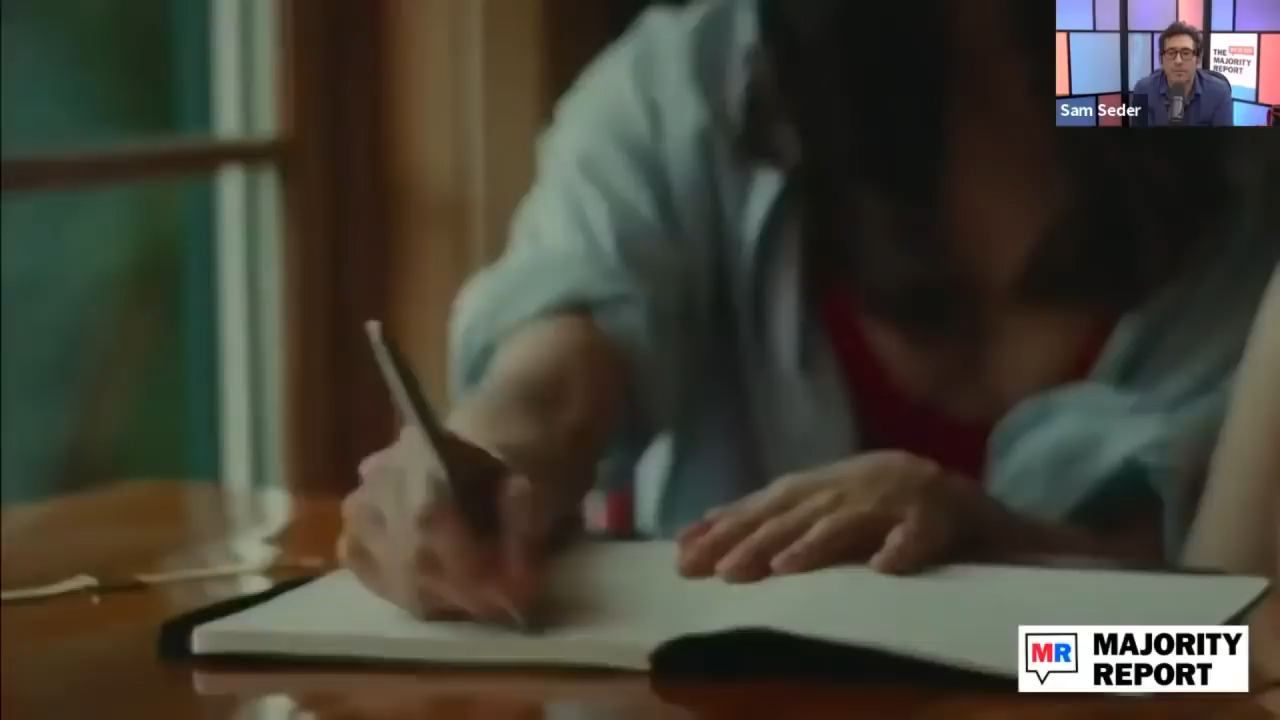 THE
MAJORITY
REPORT
Sam Seder
MR
MAJORITY
REPORT